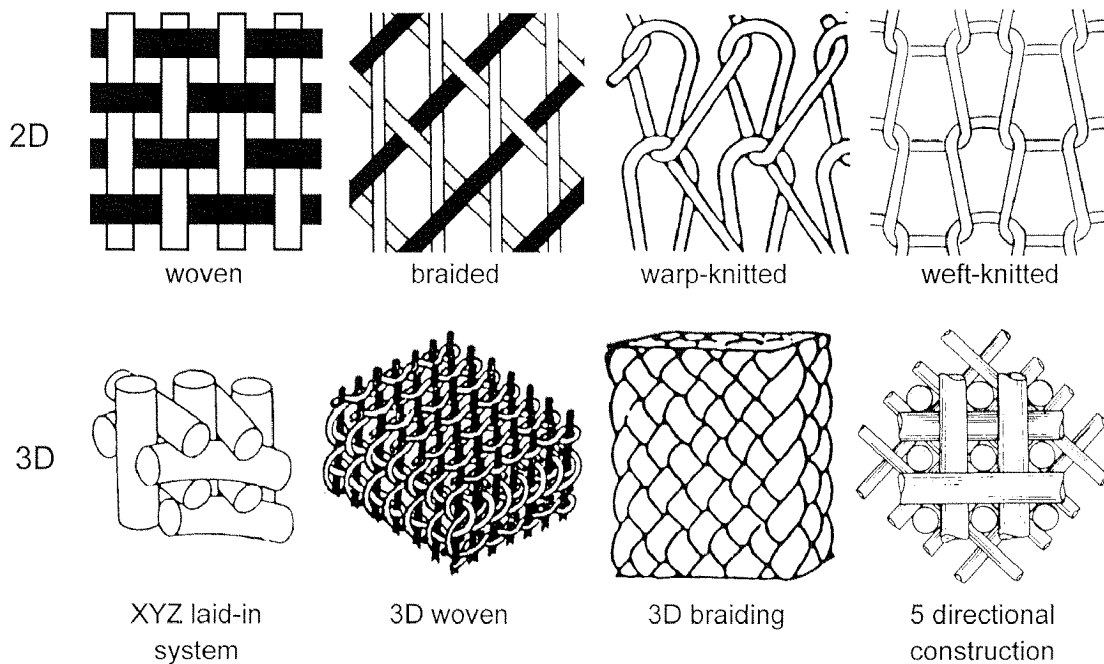 2D
woven
braided
warp-knitted
weft-knitted
3D
XYZ laid-in
system
3D woven
3D braiding
5 directional
construction